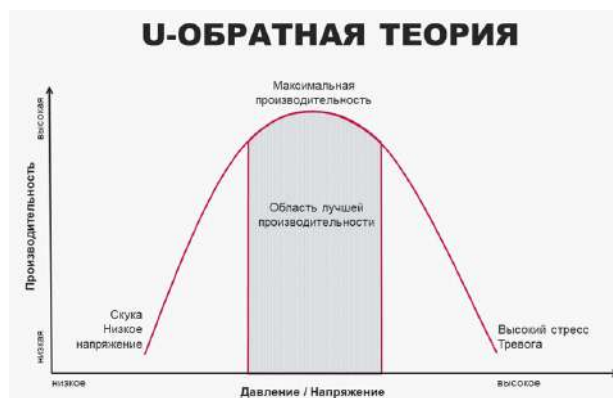 U-ОБРАТНАЯ ТЕОРИЯ
Максимальная
производительность
высокая
Производительность
низкая
Область лучшей
производительности
Скука
Низкое
напряжение
Высокий стресс
Тревога
низкое
Давление / Напряжение
высокое